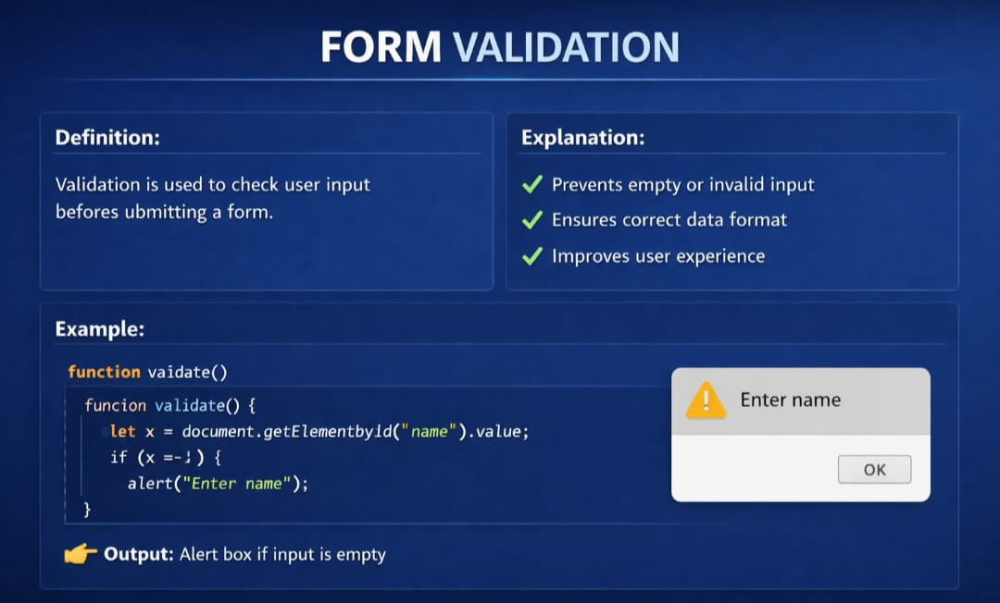 FORM VALIDATION
Definition:
Validation is used to check user input
befores ubmitting a form.
Explanation:
Prevents empty or invalid input
Ensures correct data format
Improves user experience
Example:
function vaidate()
funcion validate() {
let x = document.getElementbyld("name").value;
if (x =-! ) {
alert("Enter name");
}
Enter name
OK
Output: Alert box if input is empty